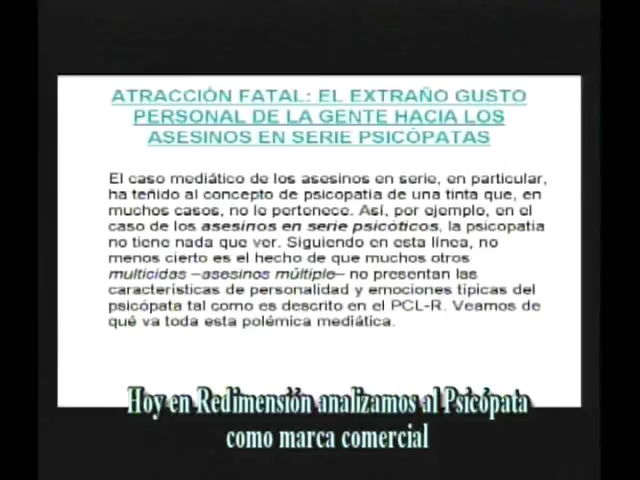 ATRACCIÓN FATAL: EL EXTRAÑO GUSTO
PERSONAL DE LA GENTE HACIA LOS
ASESINOS EN SERIE PSICÓPATAS
El caso mediático de los asesinos en serie, en particular,
ha teñido al concepto de psicopatía de una tinta que, en
muchos casos, no le pertenece. Así, por ejemplo, en el
caso de los asesinos en serie psicóticos, la psicopatía
no tiene nada que ver. Siguiendo en esta línea, no
menos cierto es el hecho de que muchos otros
multicidas –asesinos múltiple– no presentan las
características de personalidad y emociones típicas del
psicópata tal como es descrito en el PCL-R. Veamos de
qué va toda esta polémica mediática.
Hoy en Redimensión analizamos al Psicópata
como marca comercial